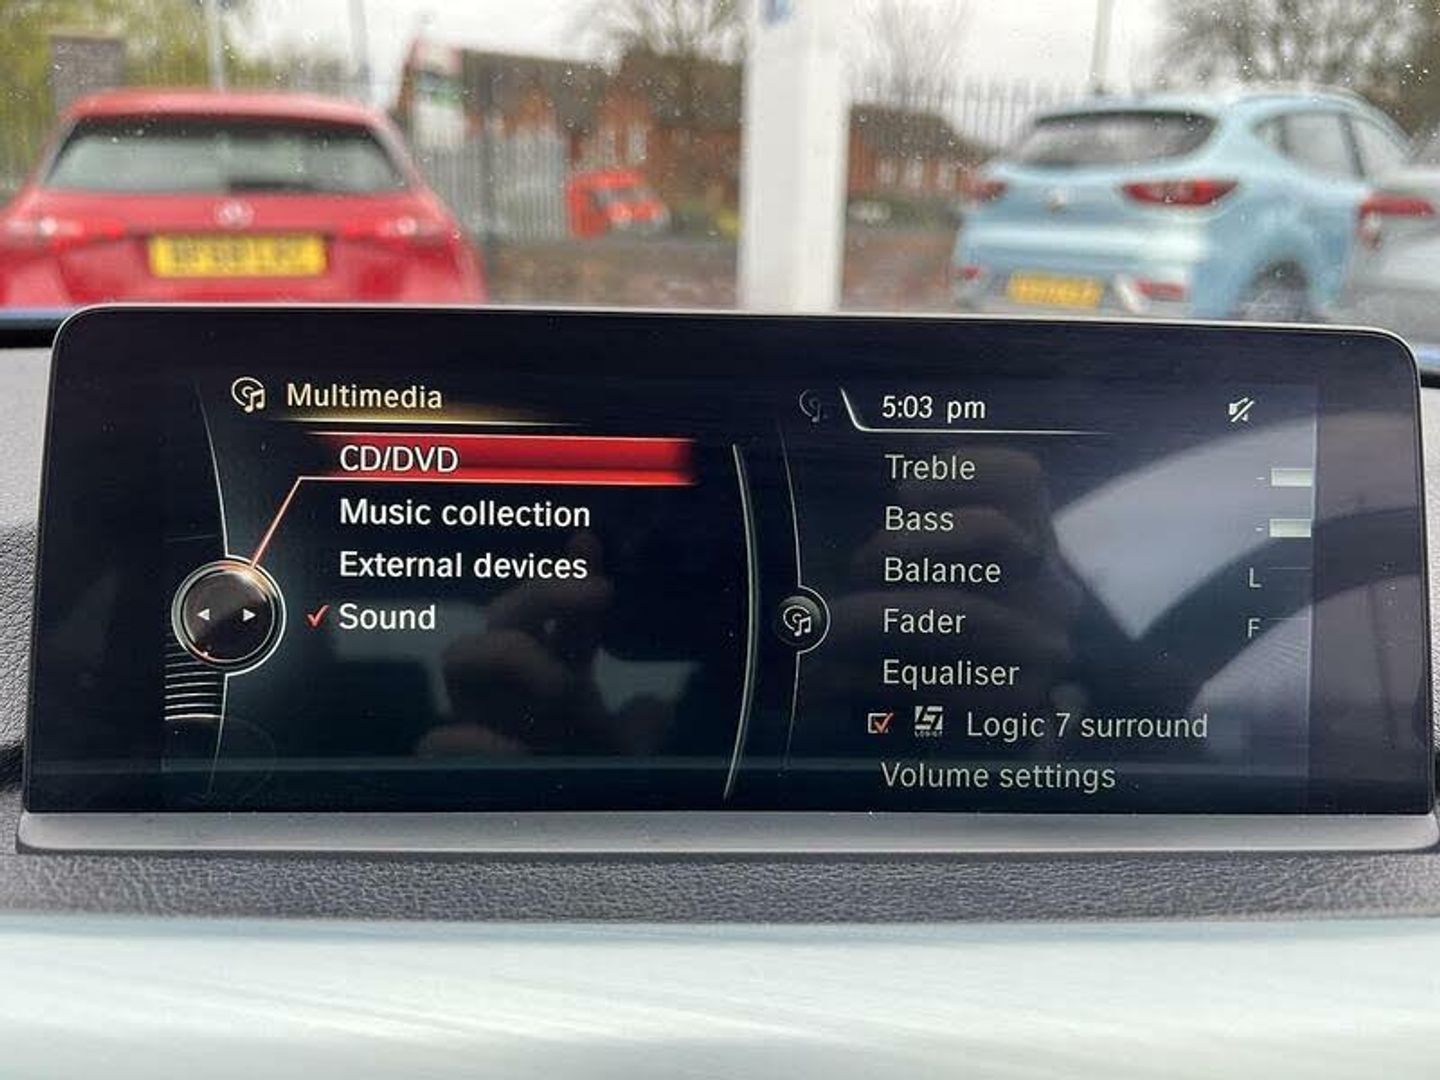 Multimedia
CD/DVD
Music collection
External devices
Sound
5:03 pm
Treble
Bass
Balance
L
Fader
F
Equaliser
Logic 7 surround
Volume settings